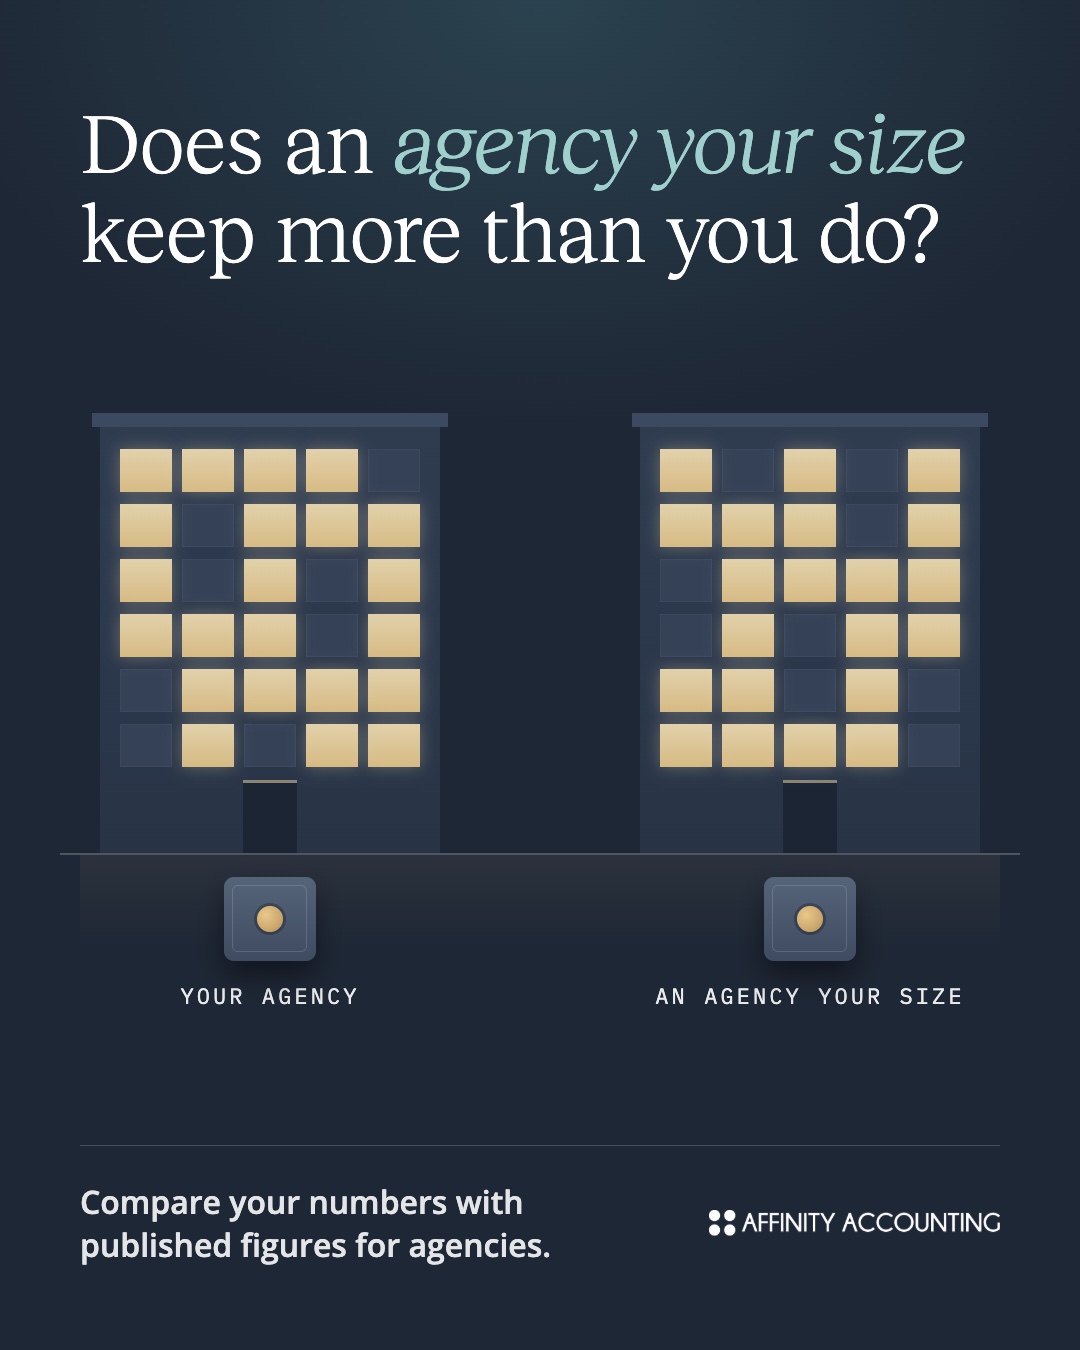 Does an agency your size
keep more than you do?
YOUR AGENCY
AN AGENCY YOUR SIZE
Compare your numbers with
published figures for agencies.
AFFINITY ACCOUNTING